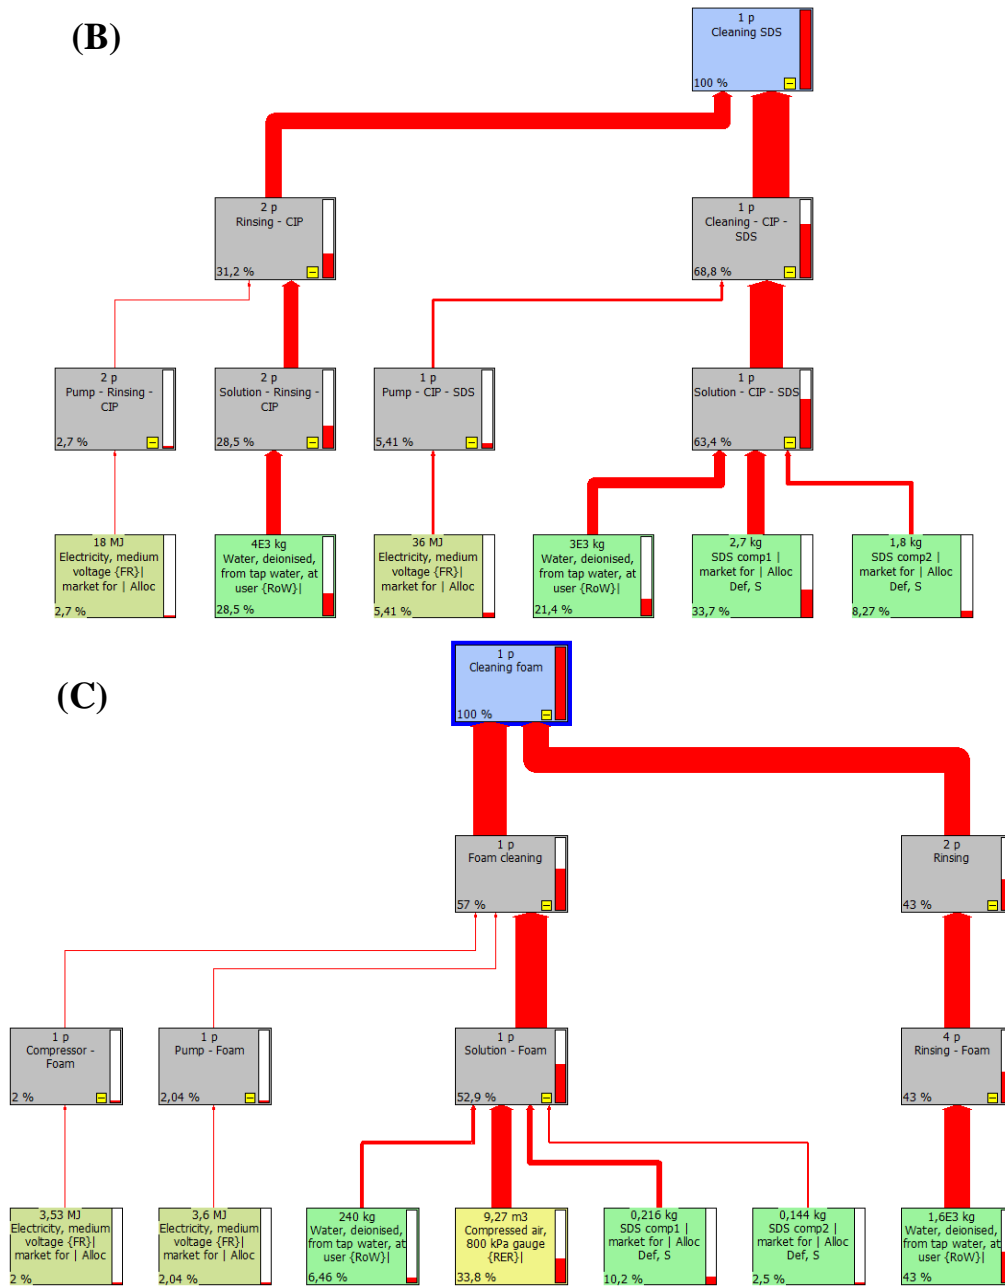 (B)
1 p
Cleaning SDS
100 %
2 p
Rinsing - CIP
31,2 %
1 p
Cleaning - CIP -
SDS
68,8 %
2 p
Pump - Rinsing -
CIP
2,7 %
2 p
Solution - Rinsing -
CIP
28,5 %
1 p
Pump - CIP - SDS
5,41 %
1 p
Solution - CIP - SDS
63,4 %
18 MJ
Electricity, medium
voltage {FR}|
market for | Alloc
2,7 %
4E3 kg
Water, deionised,
from tap water, at
user {RoW}|
28,5 %
36 MJ
Electricity, medium
voltage {FR}|
market for | Alloc
5,41 %
3E3 kg
Water, deionised,
from tap water, at
user {RoW}|
21,4 %
2,7 kg
SDS comp1 |
market for | Alloc
Def, S
33,7 %
1,8 kg
SDS comp2 |
market for | Alloc
Def, S
8,27 %
(C)
1 p
Cleaning foam
100 %
1 p
Foam cleaning
57 %
2 p
Rinsing
43 %
1 p
Compressor -
Foam
2 %
1 p
Pump - Foam
2,04 %
1 p
Solution - Foam
52,9 %
4 p
Rinsing - Foam
43 %
3,53 MJ
Electricity, medium
voltage {FR}|
market for | Alloc
2 %
3,6 MJ
Electricity, medium
voltage {FR}|
market for | Alloc
2,04 %
240 kg
Water, deionised,
from tap water, at
user {RoW}|
6,46 %
9,27 m3
Compressed air,
800 kPa gauge
{RER}|
33,8 %
0,216 kg
SDS comp1 |
market for | Alloc
Def, S
10,2 %
0,144 kg
SDS comp2 |
market for | Alloc
Def, S
2,5 %
1,6E3 kg
Water, deionised,
from tap water, at
user {RoW}|
43 %